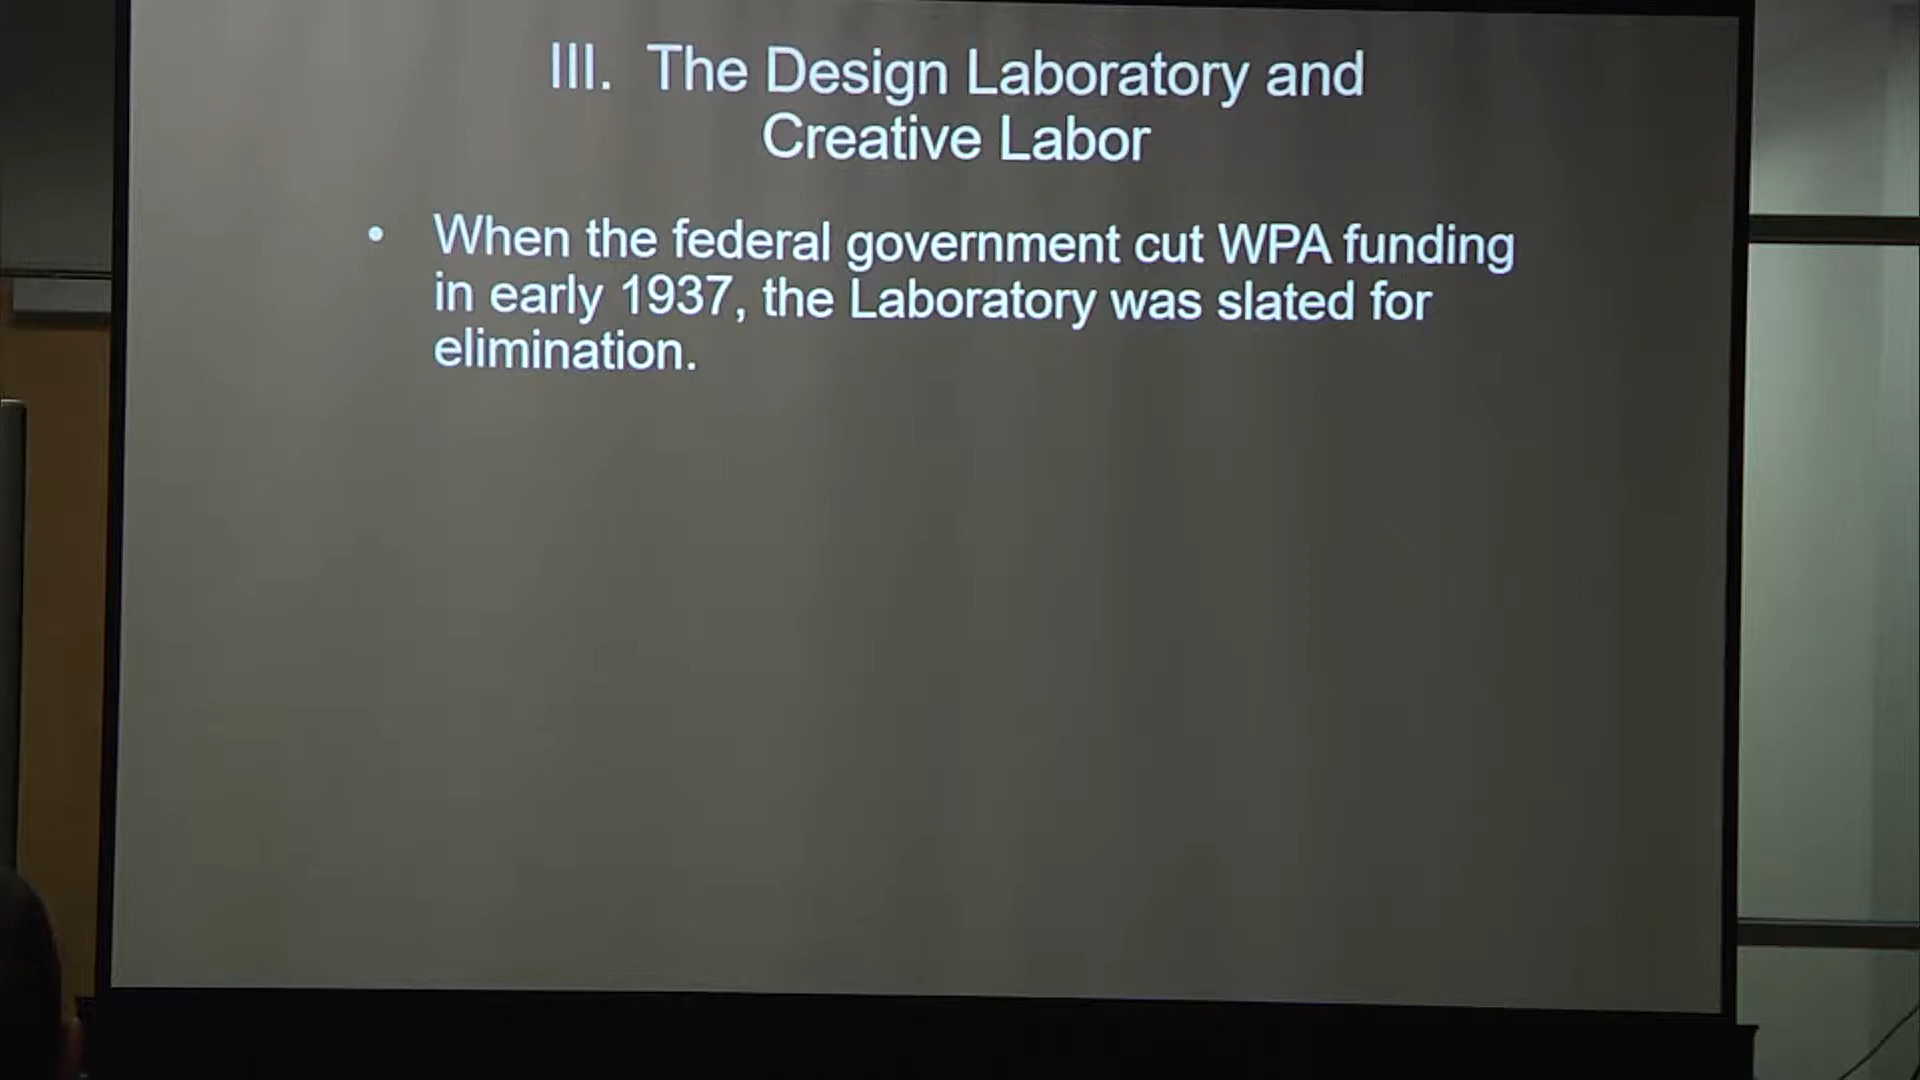 III. The Design Laboratory and
Creative Labor
• When the federal government cut WPA funding
in early 1937, the Laboratory was slated for
elimination.